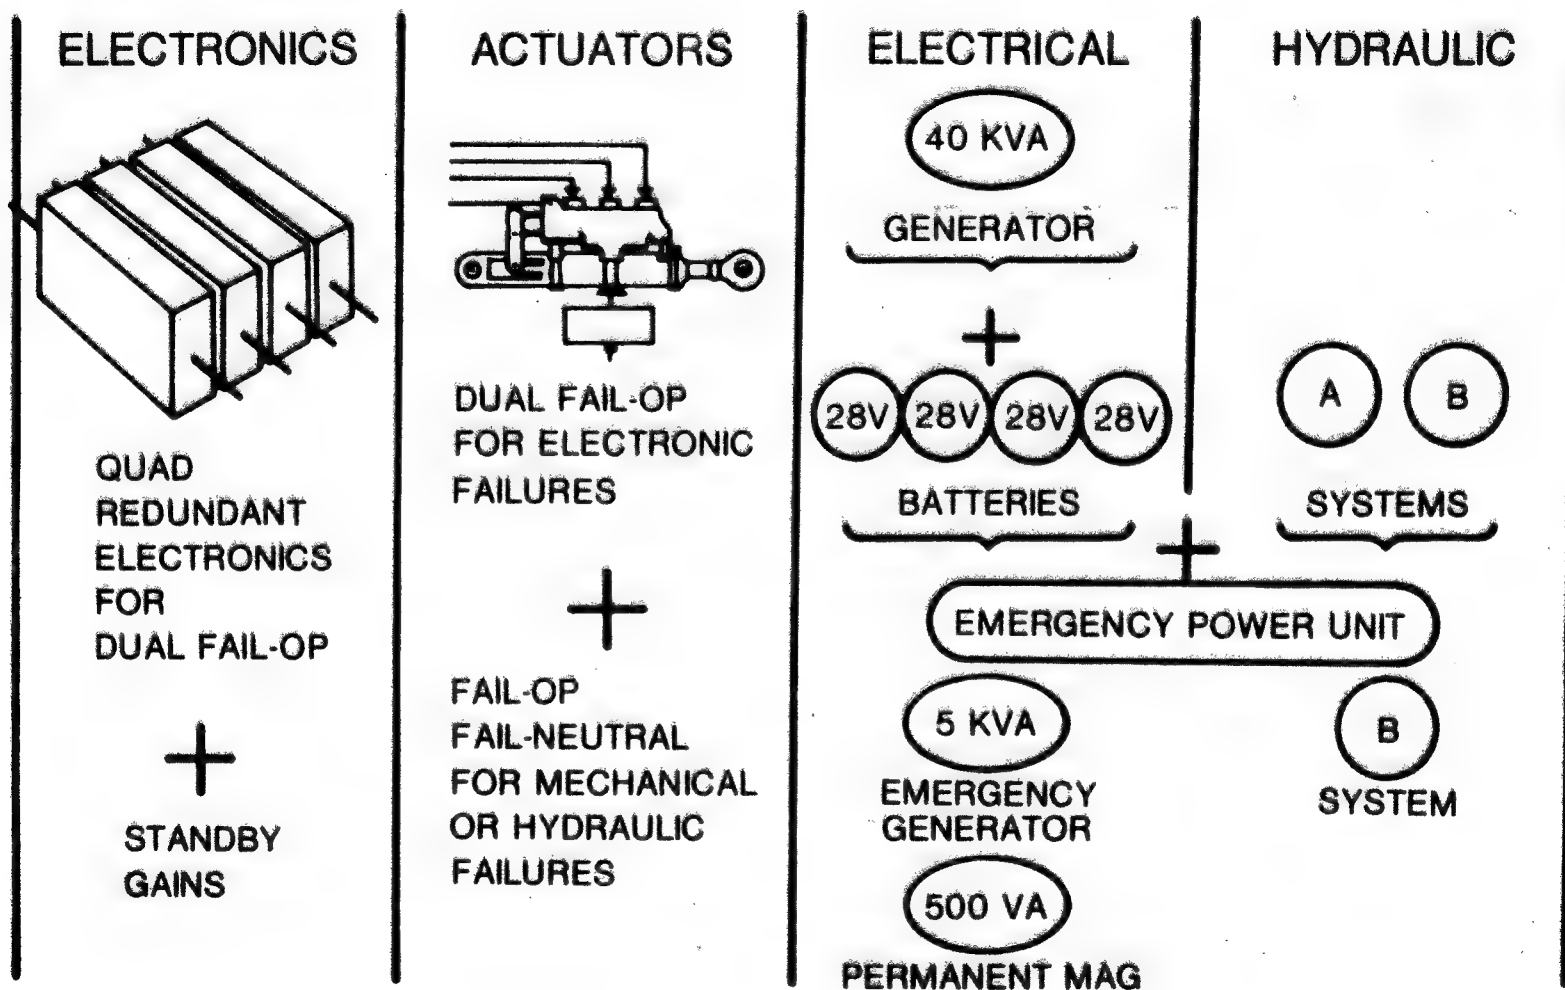 ELECTRONICS
QUAD
REDUNDANT
ELECTRONICS
FOR
DUAL FAIL-OP
+
STANDBY
GAINS
ACTUATORS
DUAL FAIL-OP
FOR ELECTRONIC
FAILURES
+
FAIL-OP
FAIL-NEUTRAL
FOR MECHANICAL
OR HYDRAULIC
FAILURES
ELECTRICAL
40 KVA
GENERATOR
+
28V 28V 28V 28V
BATTERIES
HYDRAULIC
A B
SYSTEMS
+
EMERGENCY POWER UNIT
5 KVA
EMERGENCY
GENERATOR
500 VA
PERMANENT MAG
B
SYSTEM